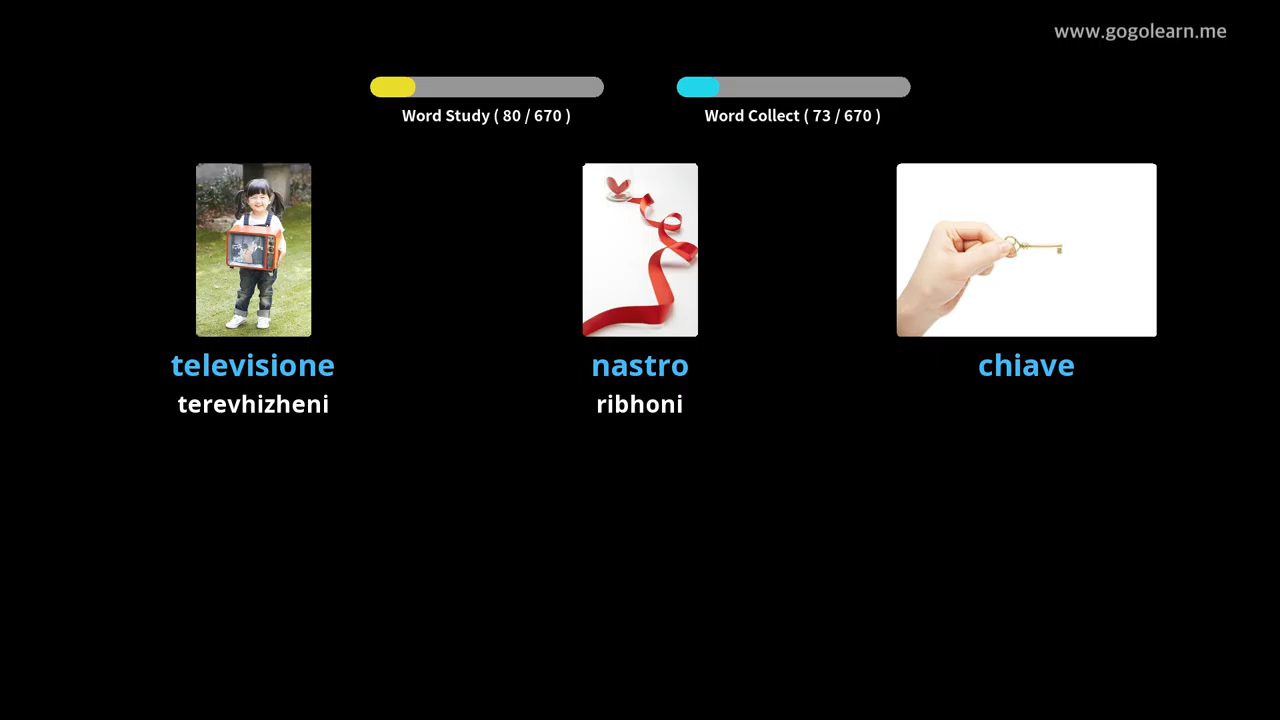 www.gogolearn.me
Word Study ( 80 / 670 )
Word Collect ( 73 / 670 )
televisione
nastro
chiave
terevhizheni
ribhoni